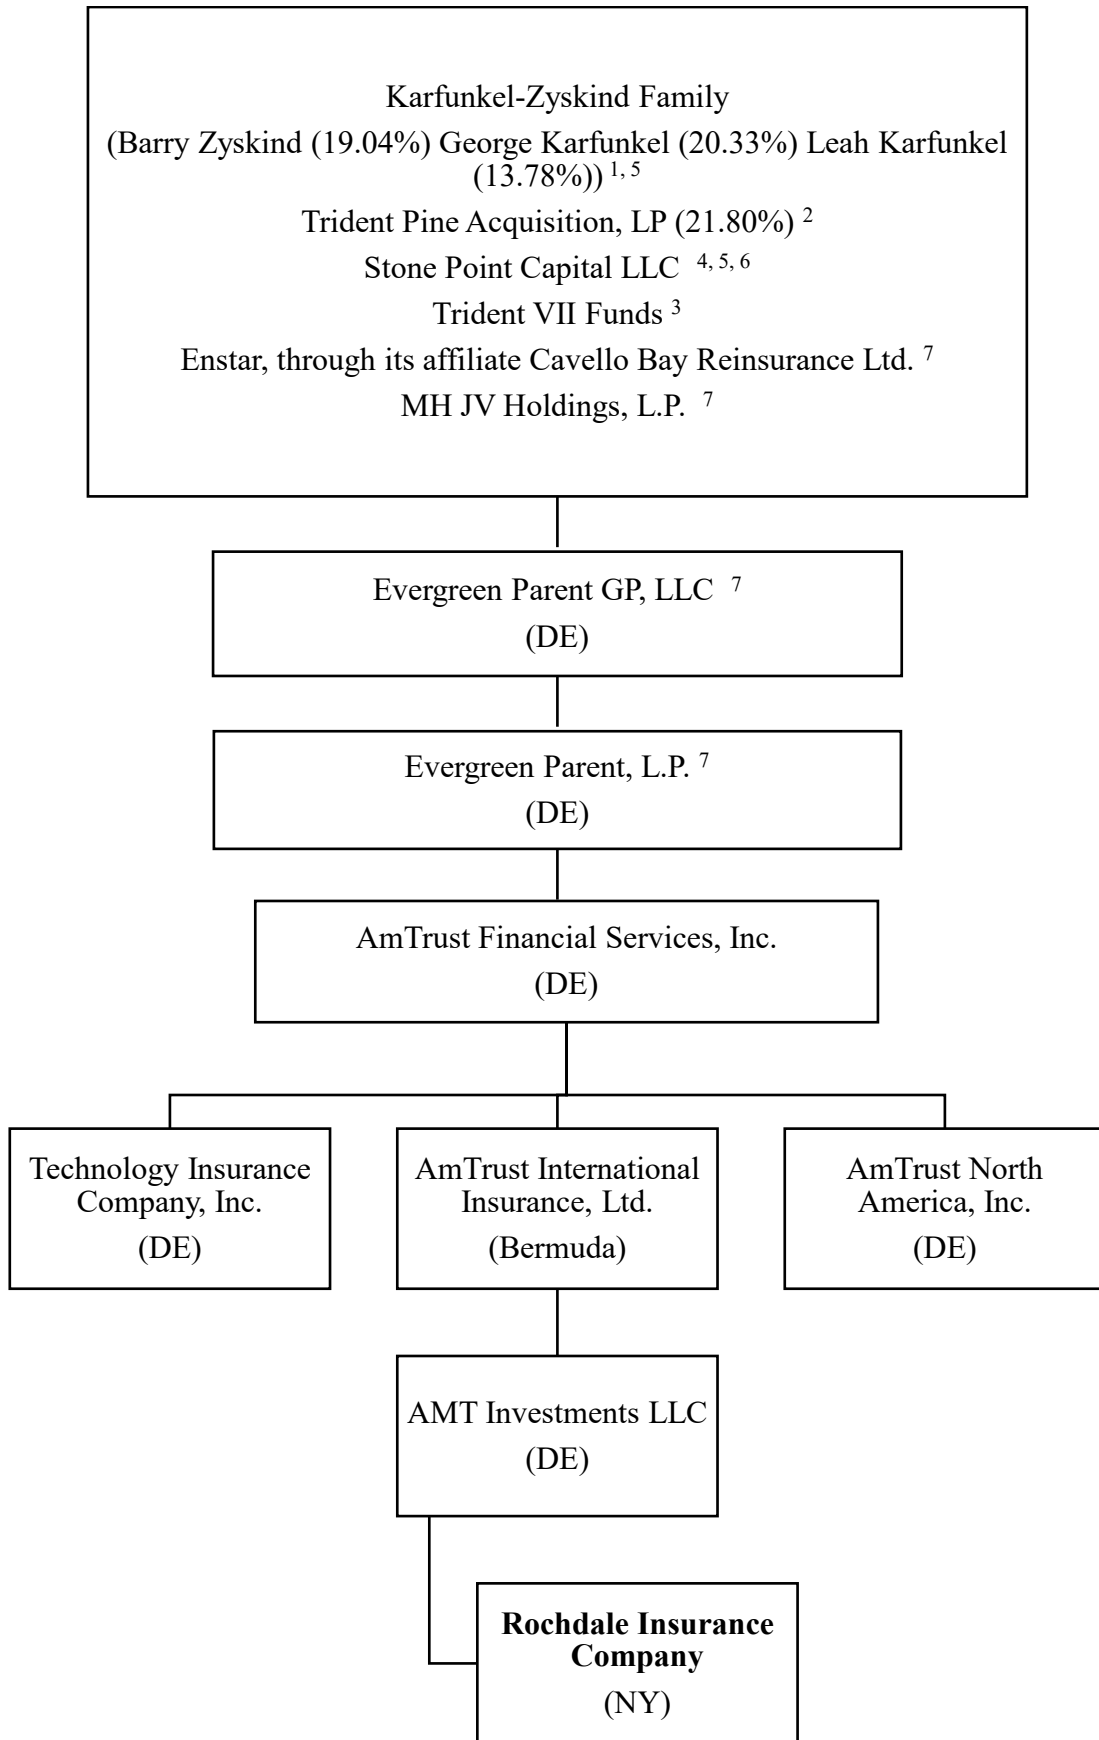 Karfunkel-Zyskind Family
(Barry Zyskind (19.04%) George Karfunkel (20.33%) Leah Karfunkel
(13.78%)) 1, 5
Trident Pine Acquisition, LP (21.80%) 2
Stone Point Capital LLC 4, 5, 6
Trident VII Funds 3
Enstar, through its affiliate Cavello Bay Reinsurance Ltd. 7
MH JV Holdings, L.P. 7
Evergreen Parent GP, LLC 7
(DE)
Evergreen Parent, L.P. 7
(DE)
AmTrust Financial Services, Inc.
(DE)
Technology Insurance
Company, Inc.
(DE)
AmTrust International
Insurance, Ltd.
(Bermuda)
AmTrust North
America, Inc.
(DE)
AMT Investments LLC
(DE)
Rochdale Insurance
Company
(NY)